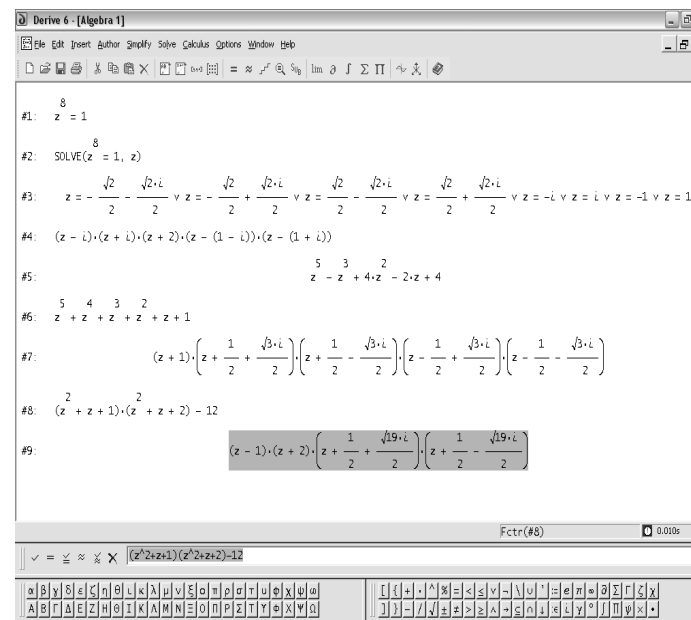 Derive 6 - [Algebra 1]
File Edit Insert Author Simplify Solve Calculus Options Window Help
= ≈ lim ∂ ∫ Σ Π
#1: z^8 = 1
#2: SOLVE(z^8 = 1, z)
#3: z = - √2/2 - √2·i/2 ∨ z = - √2/2 + √2·i/2 ∨ z = √2/2 - √2·i/2 ∨ z = √2/2 + √2·i/2 ∨ z = -i ∨ z = i ∨ z = -1 ∨ z = 1
#4: (z - i)·(z + i)·(z + 2)·(z - (1 - i))·(z - (1 + i))
#5: z^5 - z^3 + 4·z^2 - 2·z + 4
#6: z^5 + z^4 + z^3 + z^2 + z + 1
#7: (z + 1)·(z + 1/2 + √3·i/2)·(z + 1/2 - √3·i/2)·(z - 1/2 + √3·i/2)·(z - 1/2 - √3·i/2)
#8: (z^2 + z + 1)·(z^2 + z + 2) - 12
#9: (z - 1)·(z + 2)·(z + 1/2 + √19·i/2)·(z + 1/2 - √19·i/2)
Fctr(#8) 0.010s
(z^2+z+1)(z^2+z+2)-12
α β γ δ ε ζ η θ ι κ λ μ ν ξ ο π ρ σ τ υ φ χ ψ ω
Α Β Γ Δ Ε Ζ Η Θ Ι Κ Λ Μ Ν Ξ Ο Π Ρ Σ Τ Υ Φ Χ Ψ Ω